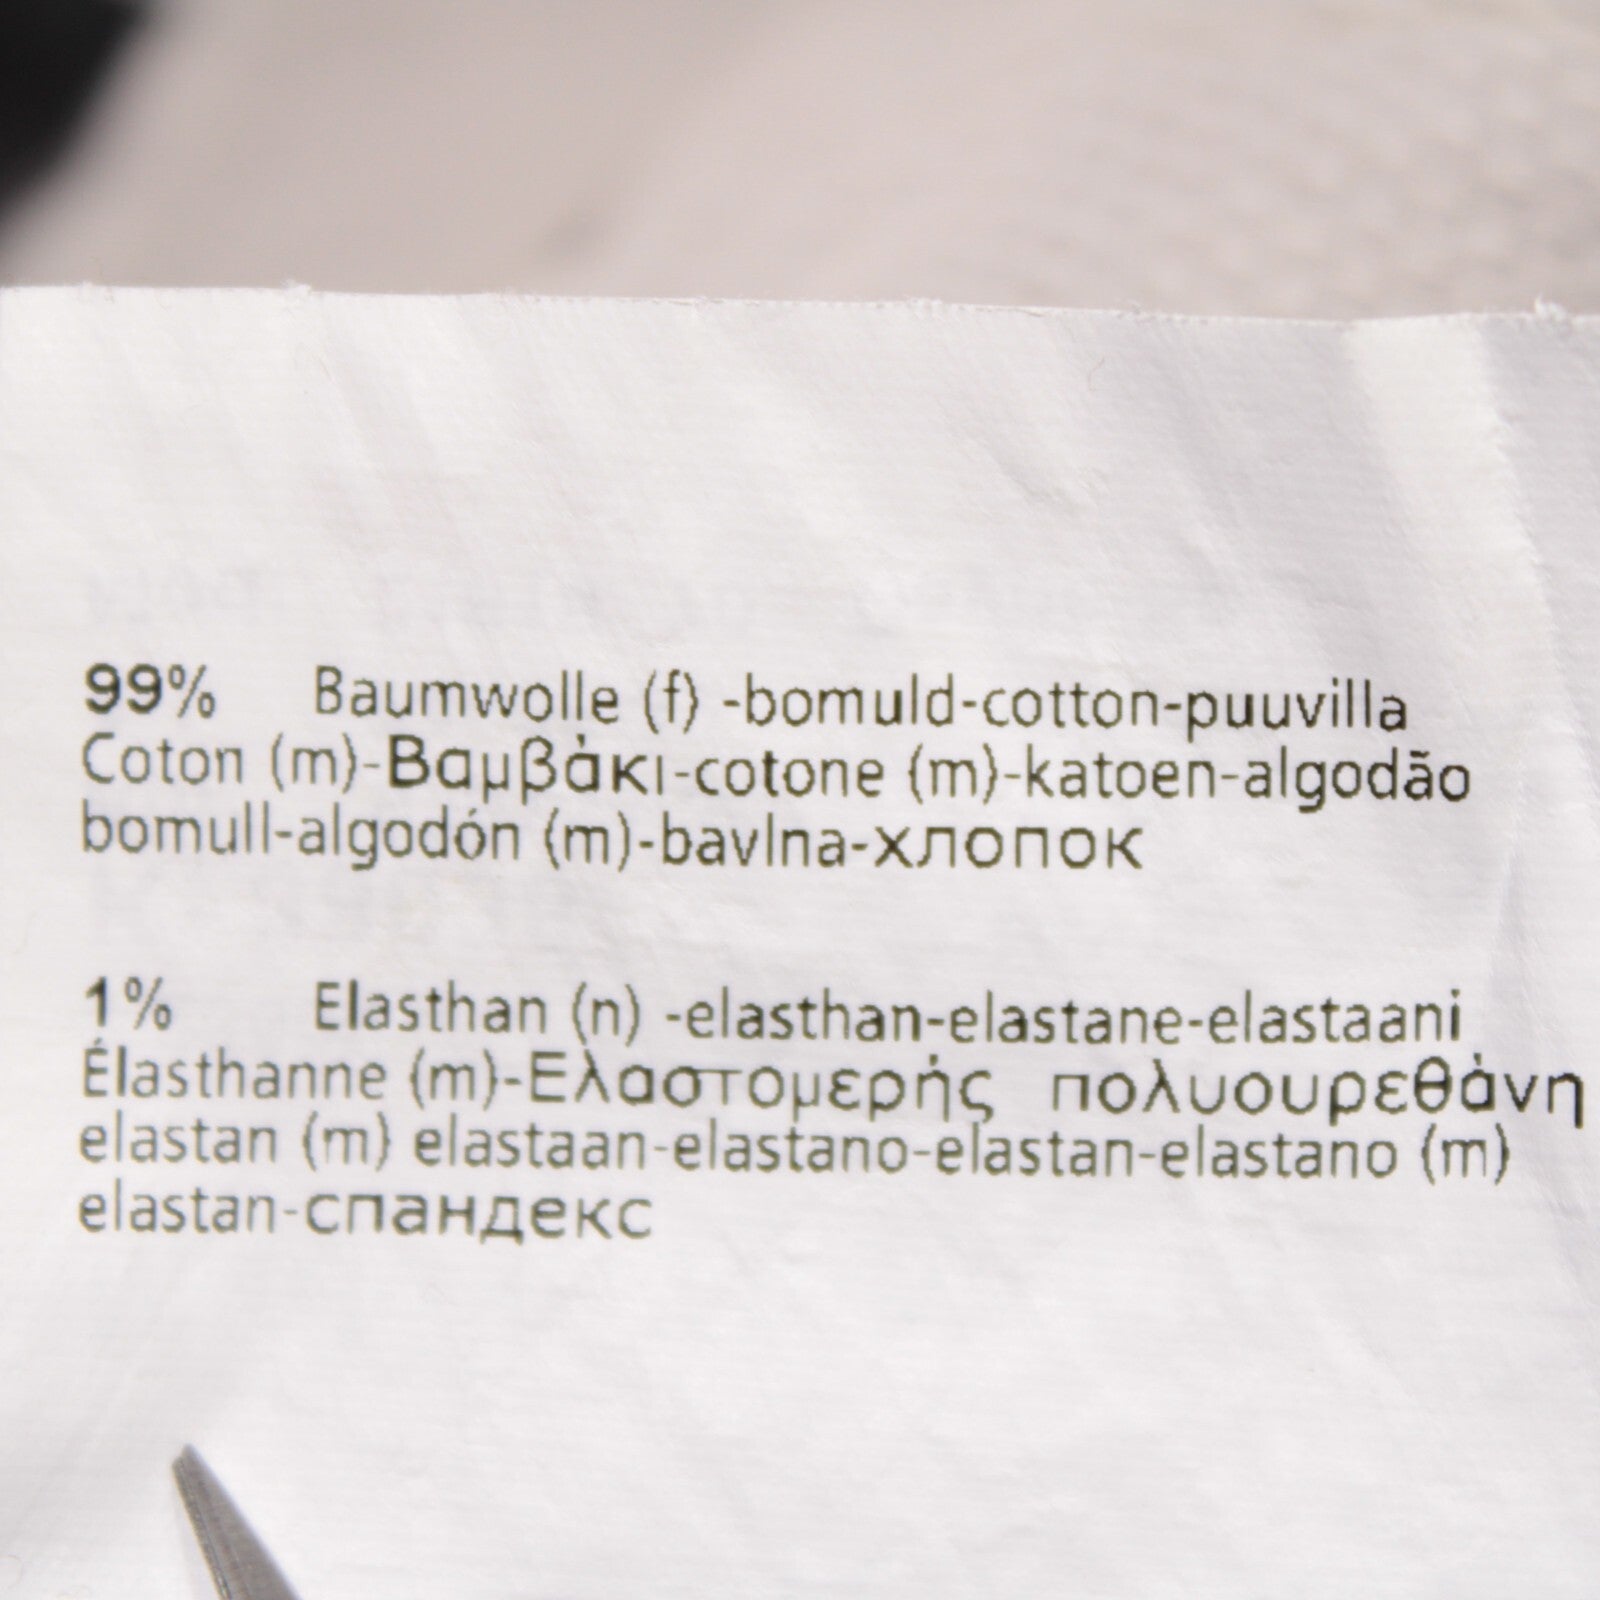 99% Baumwolle (f) -bomuld-cotton-puuvilla
Coton (m)-Βαμβάκι-cotone (m)-katoen-algodão
bomull-algodón (m)-bavlna-хлопок
1% Elasthan (n) -elasthan-elastane-elastaani
Élasthanne (m)-Ελαστομερής πολυουρεθάνη
elastan (m) elastaan-elastano-elastan-elastano (m)
elastan-спандекс